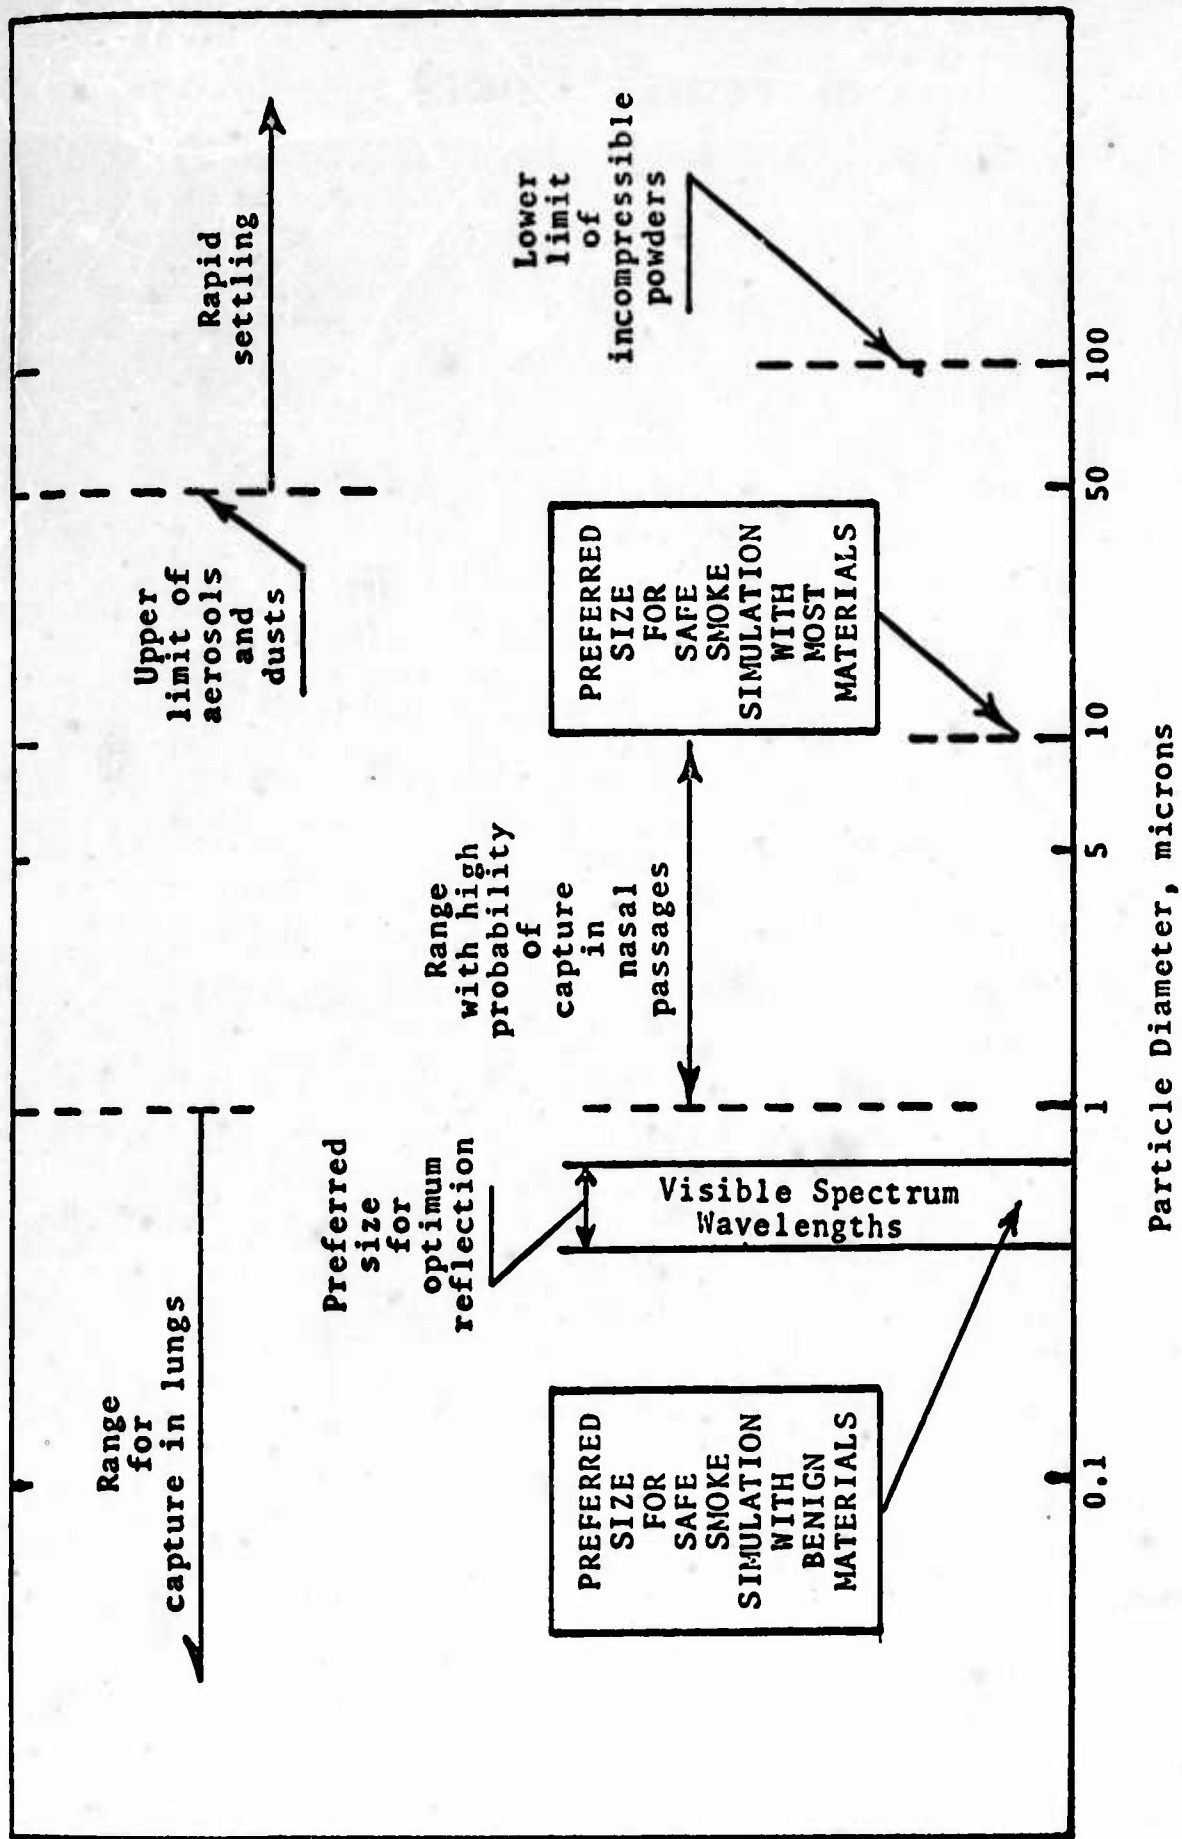 Range
for
capture in lungs
Upper
limit of
aerosols
and
dusts
Rapid
settling
Preferred
size
for
optimum
reflection
Range
with high
probability
of
capture
in
nasal
passages
Lower
limit
of
incompressible
powders
PREFERRED
SIZE
FOR
SAFE
SMOKE
SIMULATION
WITH
BENIGN
MATERIALS
Visible Spectrum
Wavelengths
PREFERRED
SIZE
FOR
SAFE
SMOKE
SIMULATION
WITH
MOST
MATERIALS
0.1
1
5
10
50
100
Particle Diameter, microns